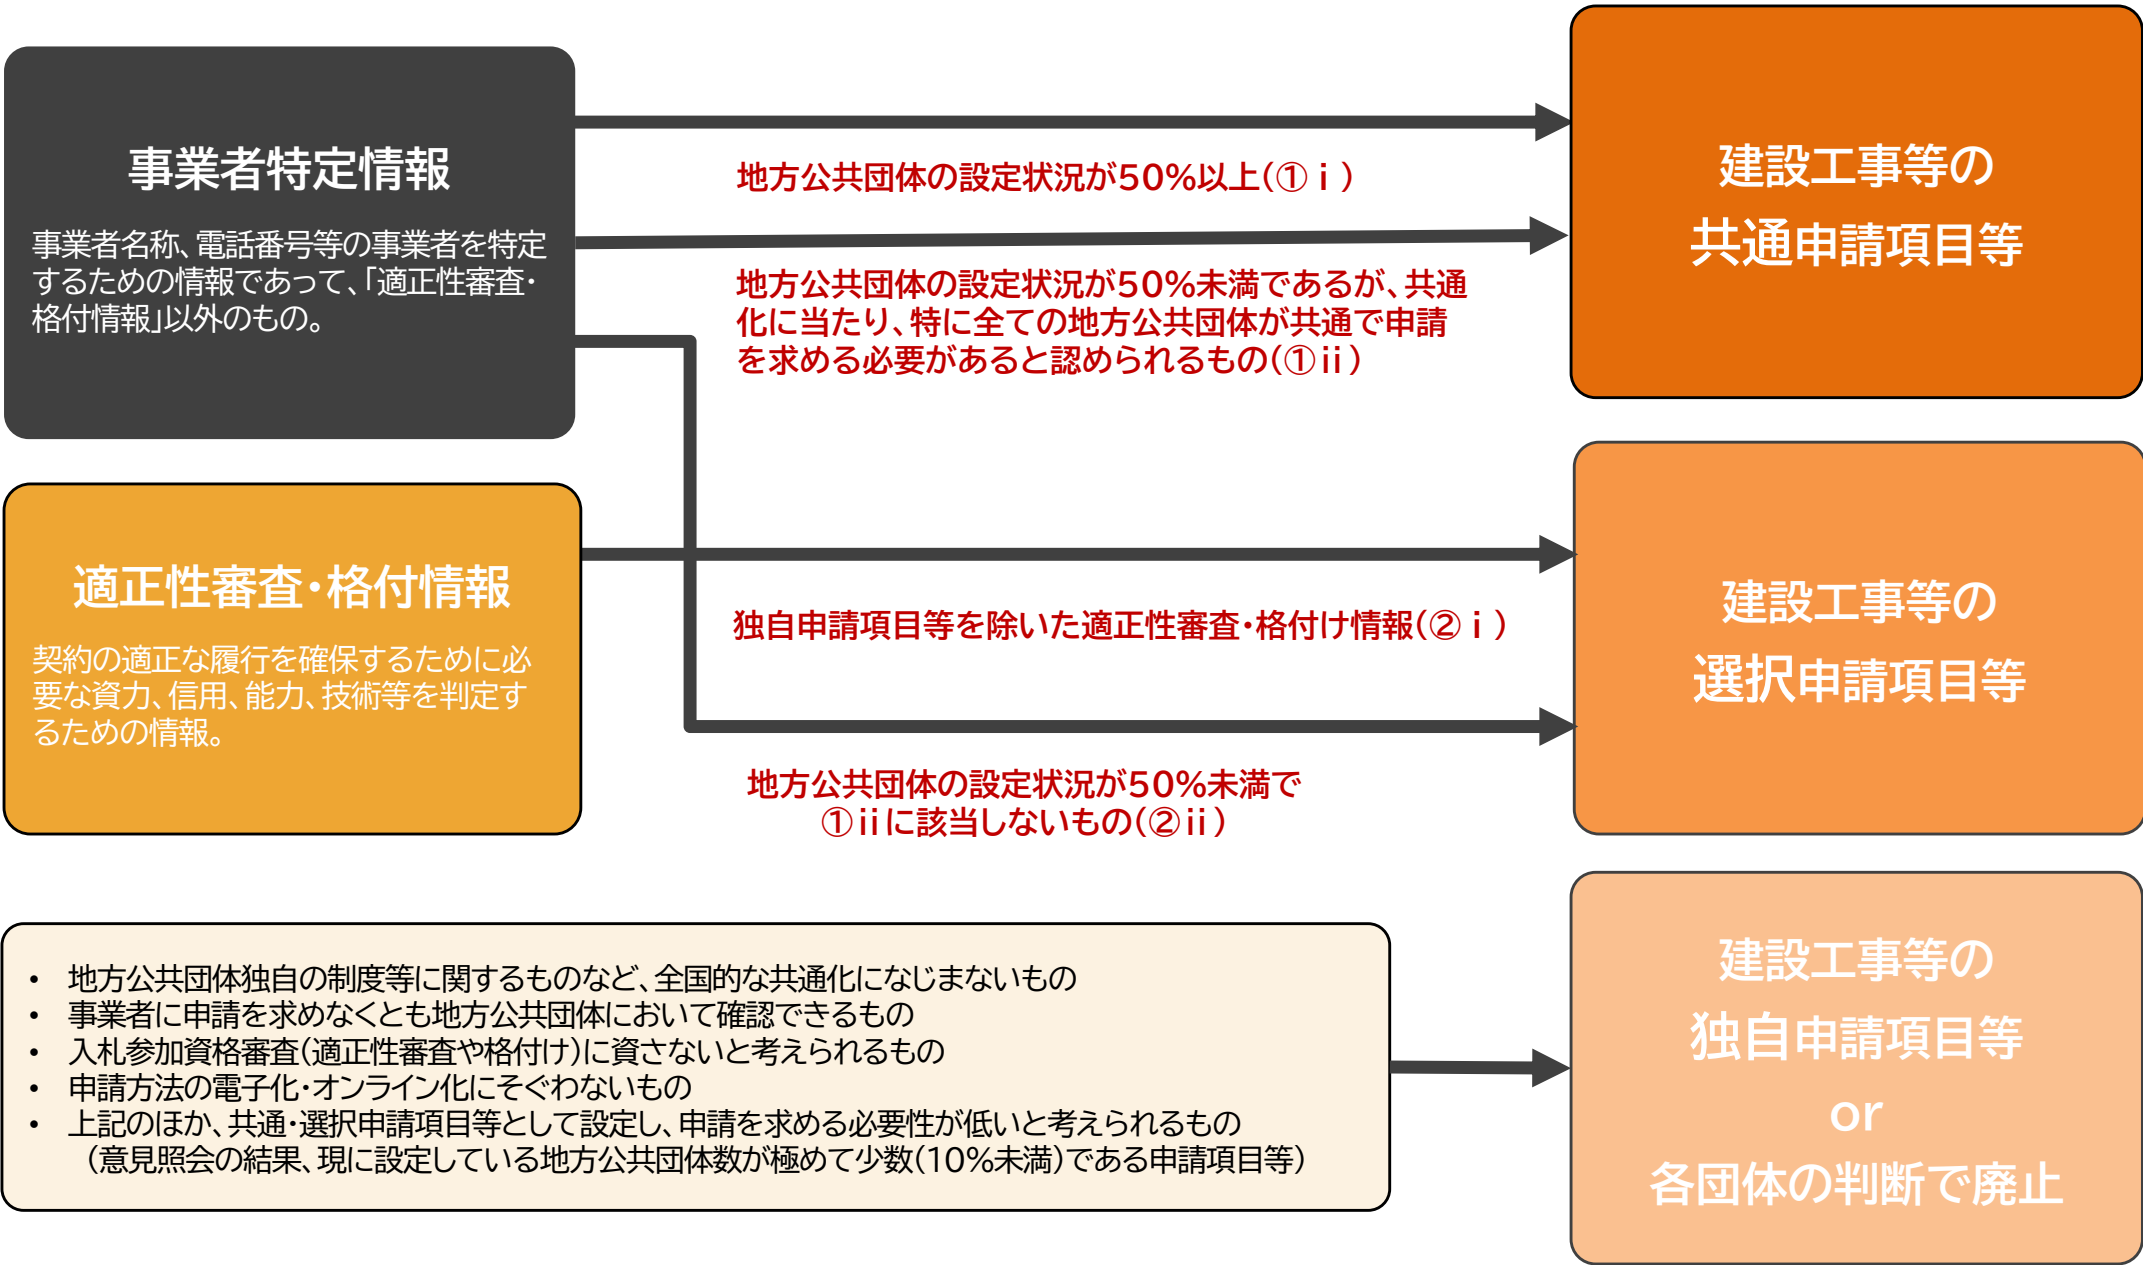 事業者特定情報
事業者名称、電話番号等の事業者を特定
するための情報であって、「適正性審査・
格付情報」以外のもの。
地方公共団体の設定状況が50%以上(①ⅰ)
地方公共団体の設定状況が50%未満であるが、共通
化に当たり、特に全ての地方公共団体が共通で申請
を求める必要があると認められるもの(①ⅱ)
建設工事等の
共通申請項目等
適正性審査・格付情報
契約の適正な履行を確保するために必
要な資力、信用、能力、技術等を判定す
るための情報。
独自申請項目等を除いた適正性審査・格付け情報(②ⅰ)
地方公共団体の設定状況が50%未満で
①ⅱに該当しないもの(②ⅱ)
建設工事等の
選択申請項目等
• 地方公共団体独自の制度等に関するものなど、全国的な共通化になじまないもの
• 事業者に申請を求めなくとも地方公共団体において確認できるもの
• 入札参加資格審査(適正性審査や格付け)に資さないと考えられるもの
• 申請方法の電子化・オンライン化にそぐわないもの
• 上記のほか、共通・選択申請項目等として設定し、申請を求める必要性が低いと考えられるもの
(意見照会の結果、現に設定している地方公共団体数が極めて少数(10%未満)である申請項目等)
建設工事等の
独自申請項目等
or
各団体の判断で廃止